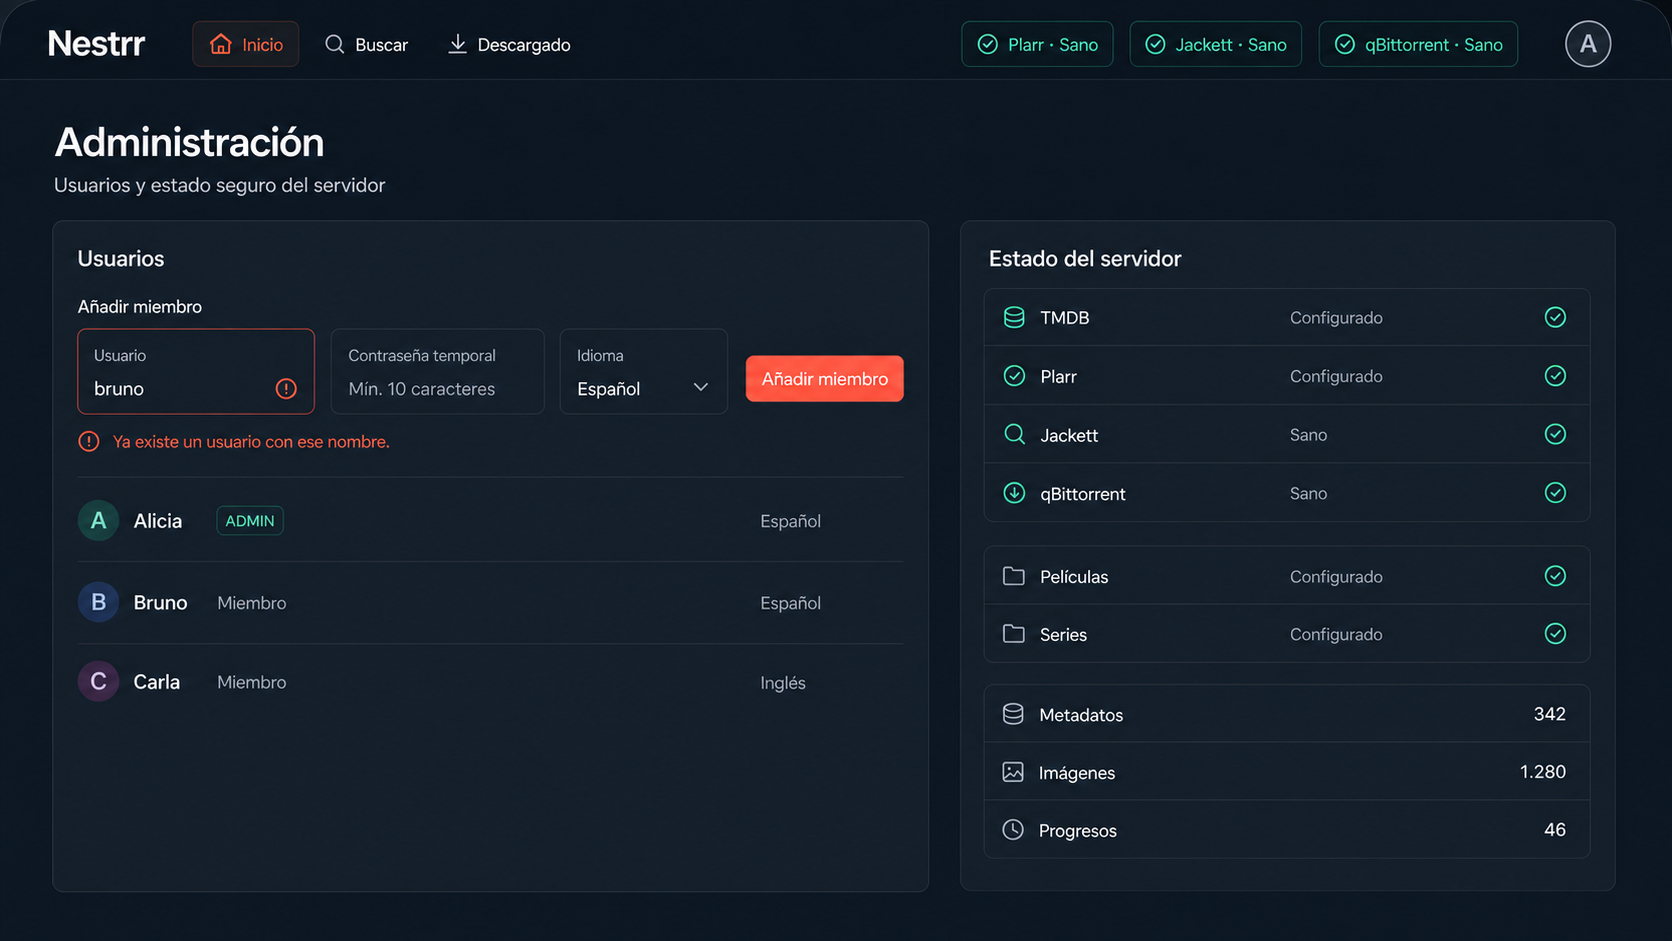 Nestrr
Inicio
Buscar
Descargado
Plarr · Sano
Jackett · Sano
qBittorrent · Sano
A
Administración
Usuarios y estado seguro del servidor
Usuarios
Añadir miembro
Usuario
bruno
Contraseña temporal
Mín. 10 caracteres
Idioma
Español
Añadir miembro
Ya existe un usuario con ese nombre.
A Alicia ADMIN Español
B Bruno Miembro Español
C Carla Miembro Inglés
Estado del servidor
TMDB Configurado
Plarr Configurado
Jackett Sano
qBittorrent Sano
Películas Configurado
Series Configurado
Metadatos 342
Imágenes 1.280
Progresos 46